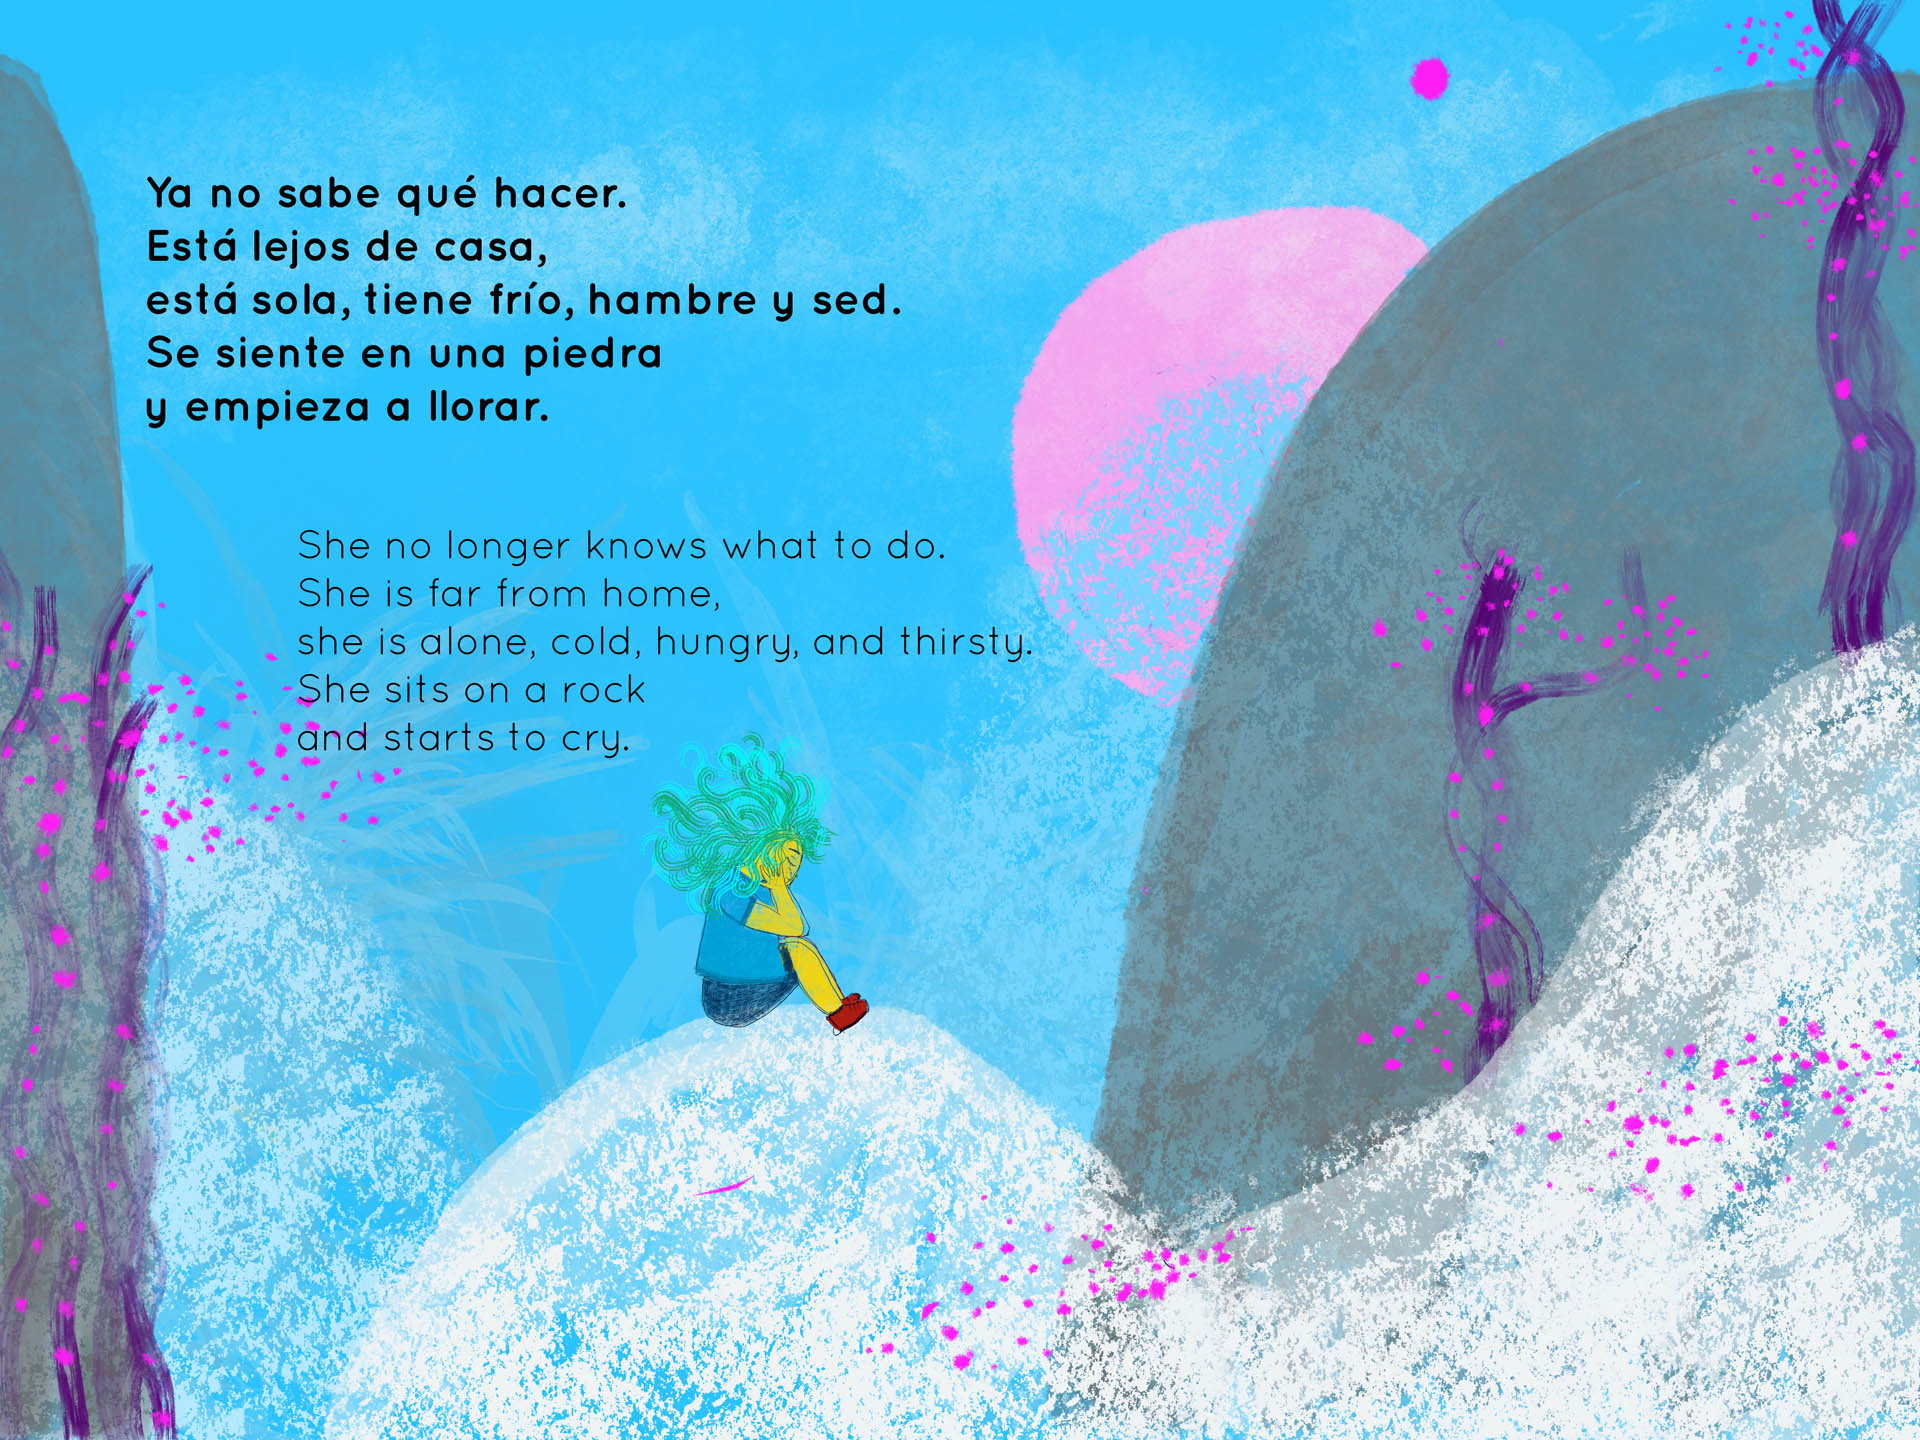 Ya no sabe qué hacer.
Está lejos de casa,
está sola, tiene frío, hambre y sed.
Se siente en una piedra
y empieza a llorar.
She no longer knows what to do.
She is far from home,
she is alone, cold, hungry, and thirsty.
She sits on a rock
and starts to cry.